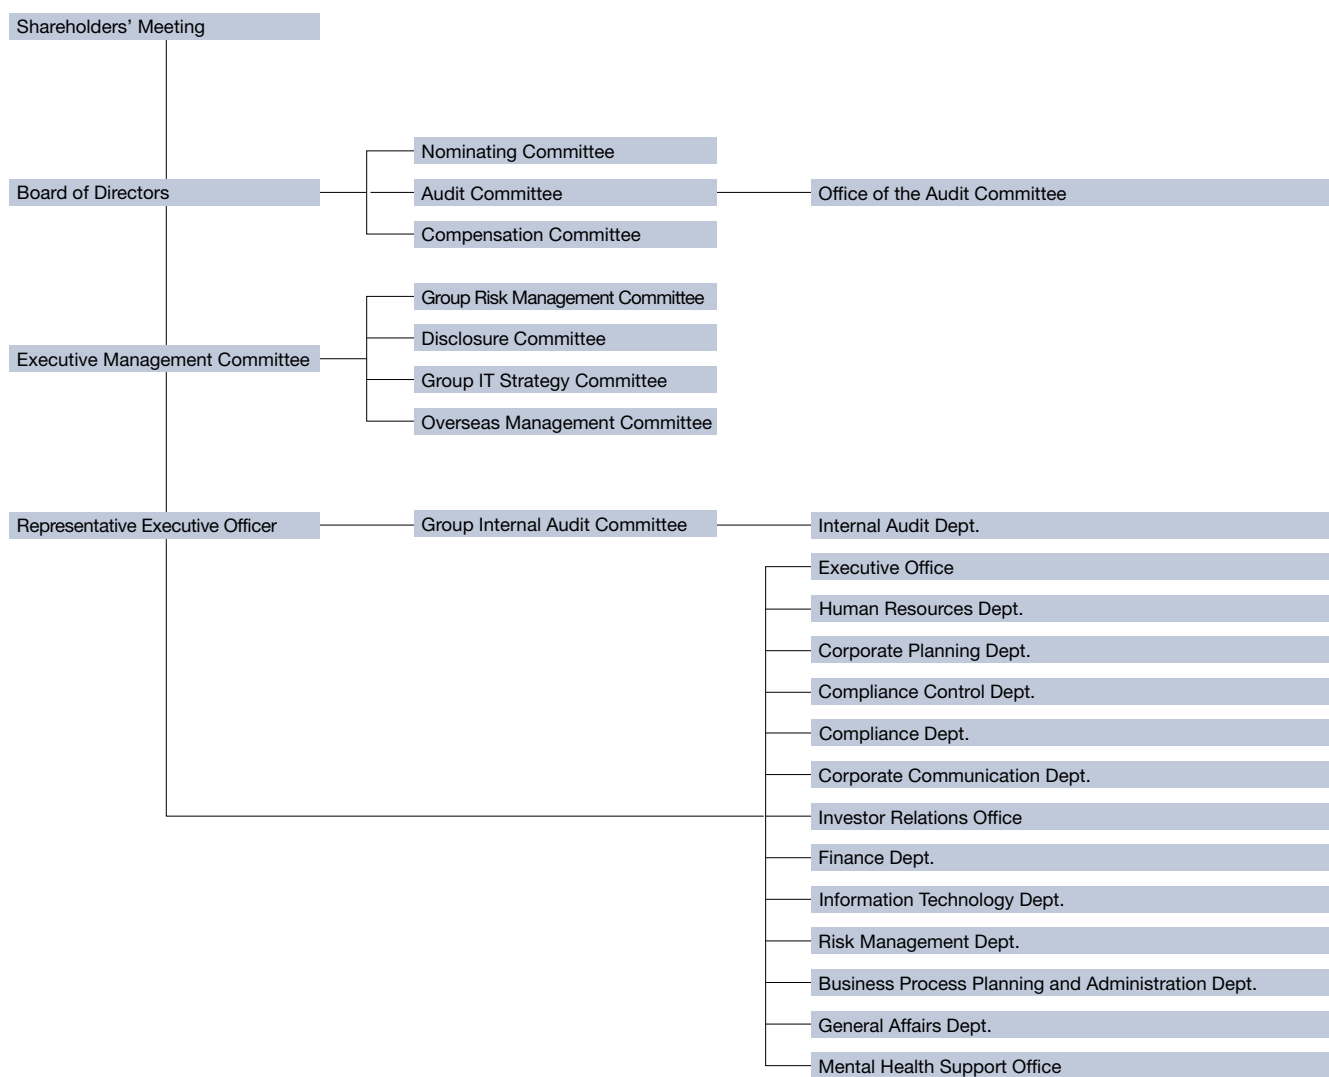 Shareholders’ Meeting
Nominating Committee
Board of Directors
Audit Committee
Office of the Audit Committee
Compensation Committee
Group Risk Management Committee
Disclosure Committee
Executive Management Committee
Group IT Strategy Committee
Overseas Management Committee
Representative Executive Officer
Group Internal Audit Committee
Internal Audit Dept.
Executive Office
Human Resources Dept.
Corporate Planning Dept.
Compliance Control Dept.
Compliance Dept.
Corporate Communication Dept.
Investor Relations Office
Finance Dept.
Information Technology Dept.
Risk Management Dept.
Business Process Planning and Administration Dept.
General Affairs Dept.
Mental Health Support Office